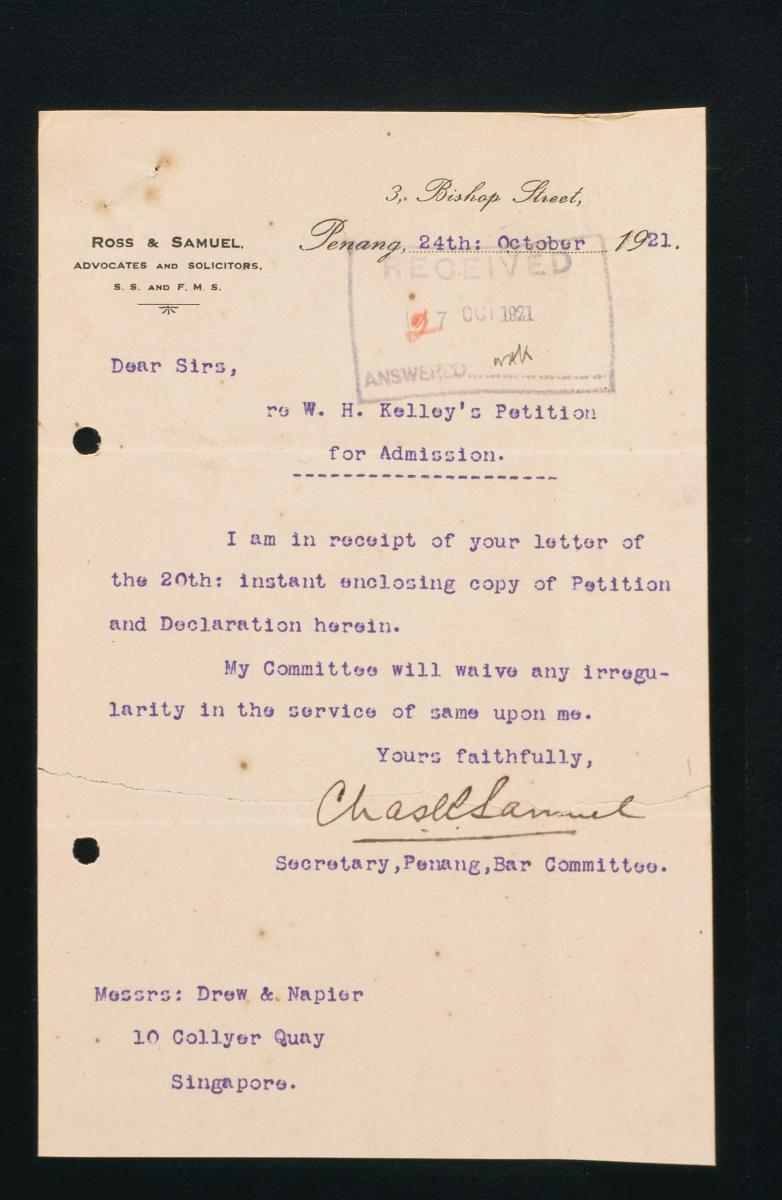 3, Bishop Street,
ROSS & SAMUEL,
ADVOCATES AND SOLICITORS,
S. S. AND F. M. S.
Penang, 24th: October 1921.
RECEIVED
27 OCT 1921
ANSWERED
Dear Sirs,
re W. H. Kelley's Petition
for Admission.
I am in receipt of your letter of
the 20th: instant enclosing copy of Petition
and Declaration herein.
My Committee will waive any irregu-
larity in the service of same upon me.
Yours faithfully,
Samuel
Secretary,Penang,Bar Committee.
Messrs: Drew & Napier
10 Collyer Quay
Singapore.